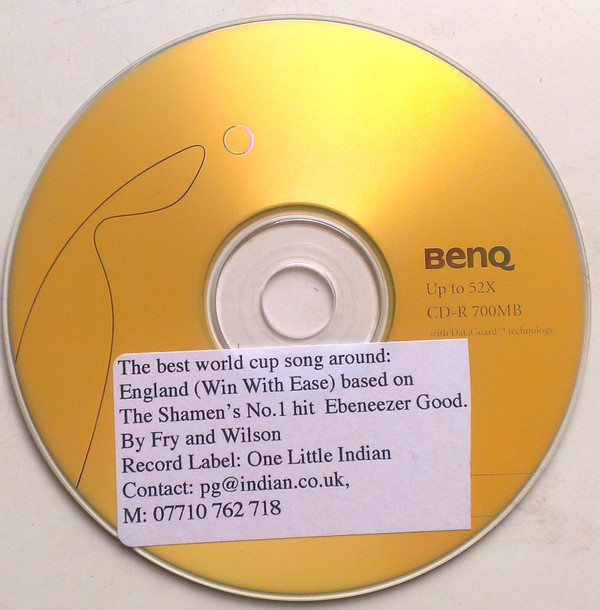 BenQ
Up to 52X
CD-R 700MB
with DataGuard™ technology
The best world cup song around:
England (Win With Ease) based on
The Shamen's No.1 hit Ebeneezer Good.
By Fry and Wilson
Record Label: One Little Indian
Contact: pg@indian.co.uk,
M: 07710 762 718